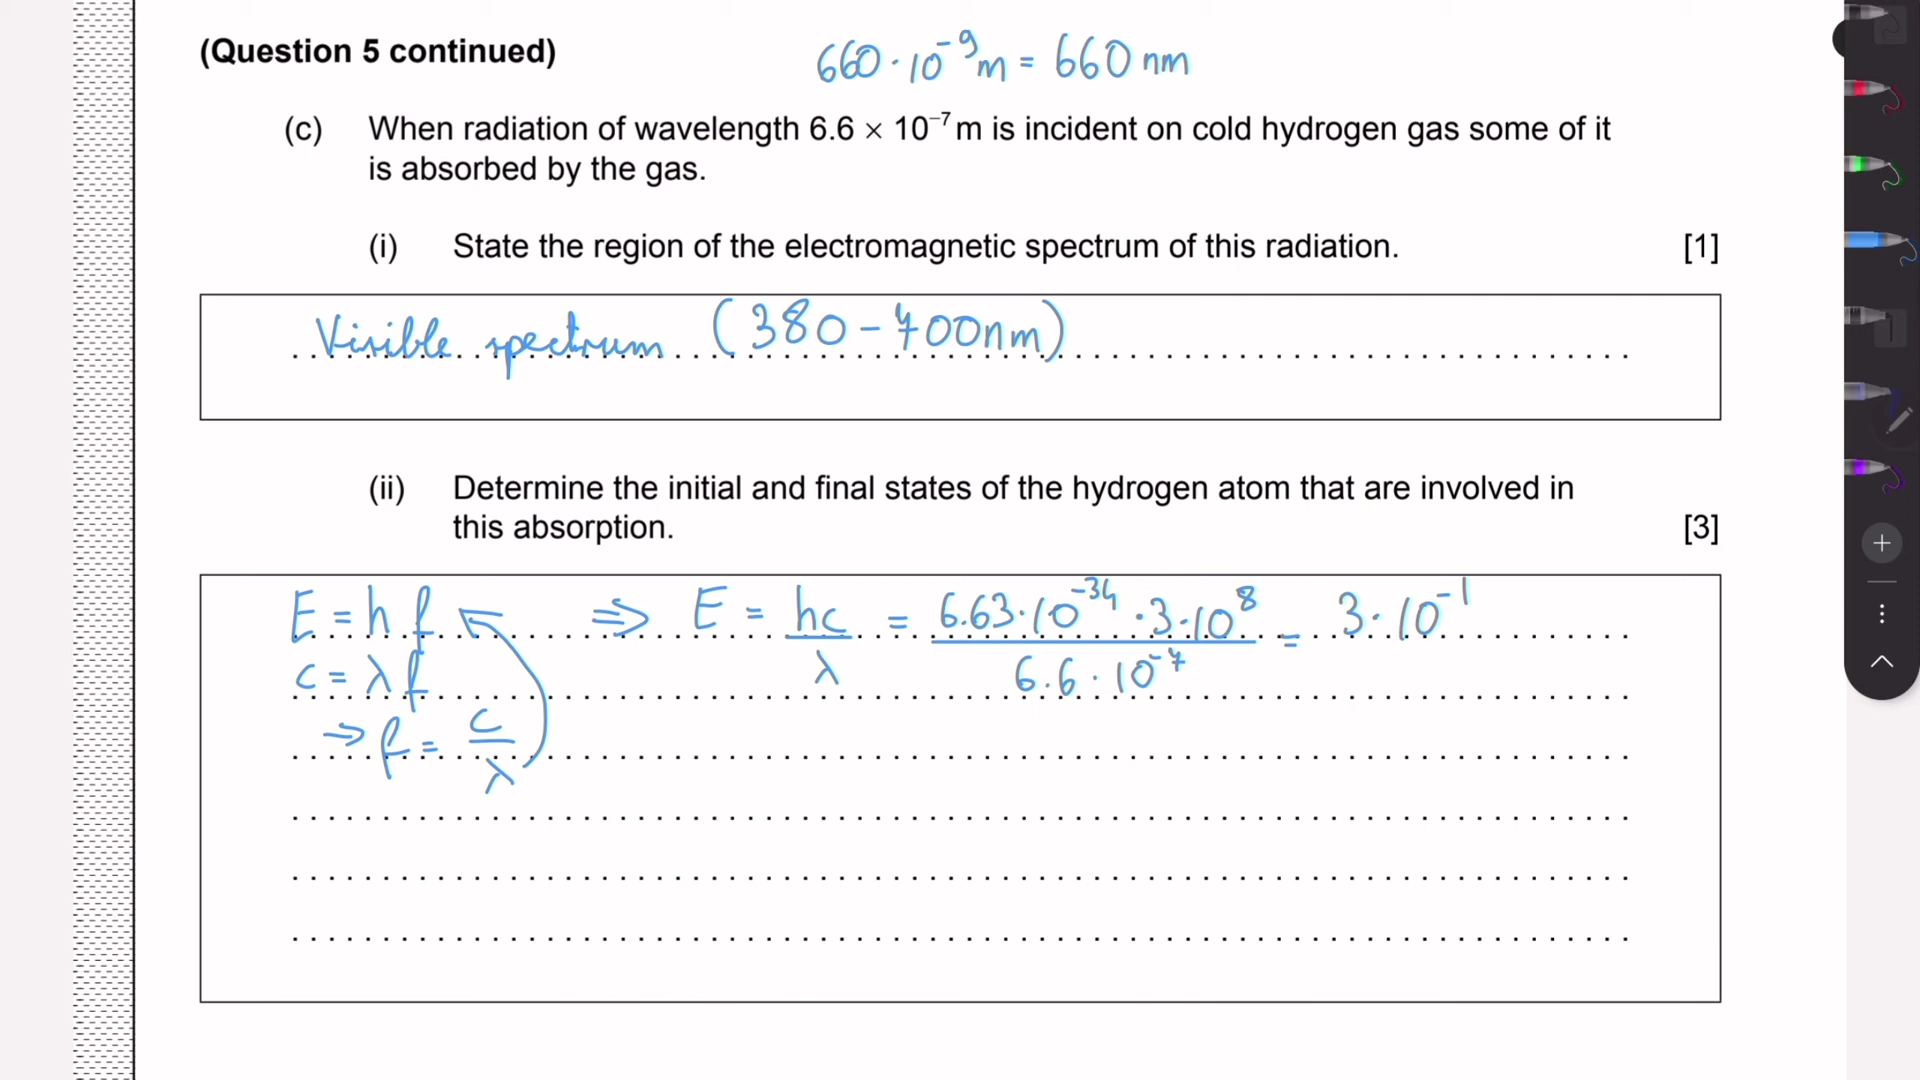 (Question 5 continued)
660 · 10⁻⁹ m = 660 nm
(c) When radiation of wavelength 6.6 × 10⁻⁷ m is incident on cold hydrogen gas some of it
is absorbed by the gas.
(i) State the region of the electromagnetic spectrum of this radiation. [1]
Visible spectrum (380 - 700nm)
(ii) Determine the initial and final states of the hydrogen atom that are involved in
this absorption. [3]
E = h f ⇒ E = hc/λ = 6.63·10⁻³⁴ · 3·10⁸ / 6.6·10⁻⁷ = 3·10⁻¹
c = λ f
⇒ f = c/λ